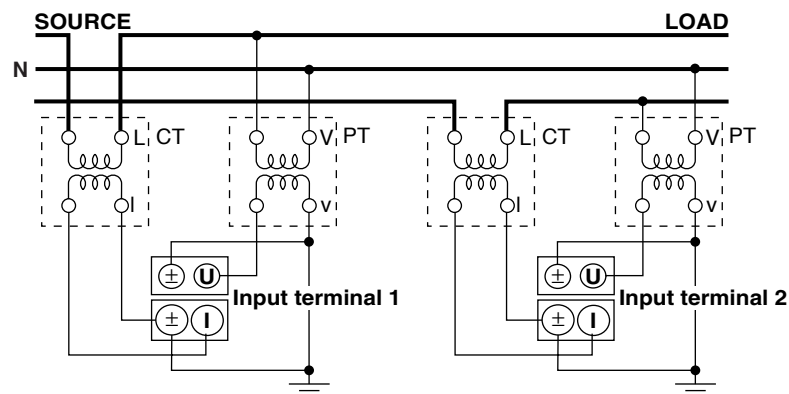 SOURCE LOAD
N
L CT V PT L CT V PT
l v l v
± U ± U
Input terminal 1 Input terminal 2
± I ± I